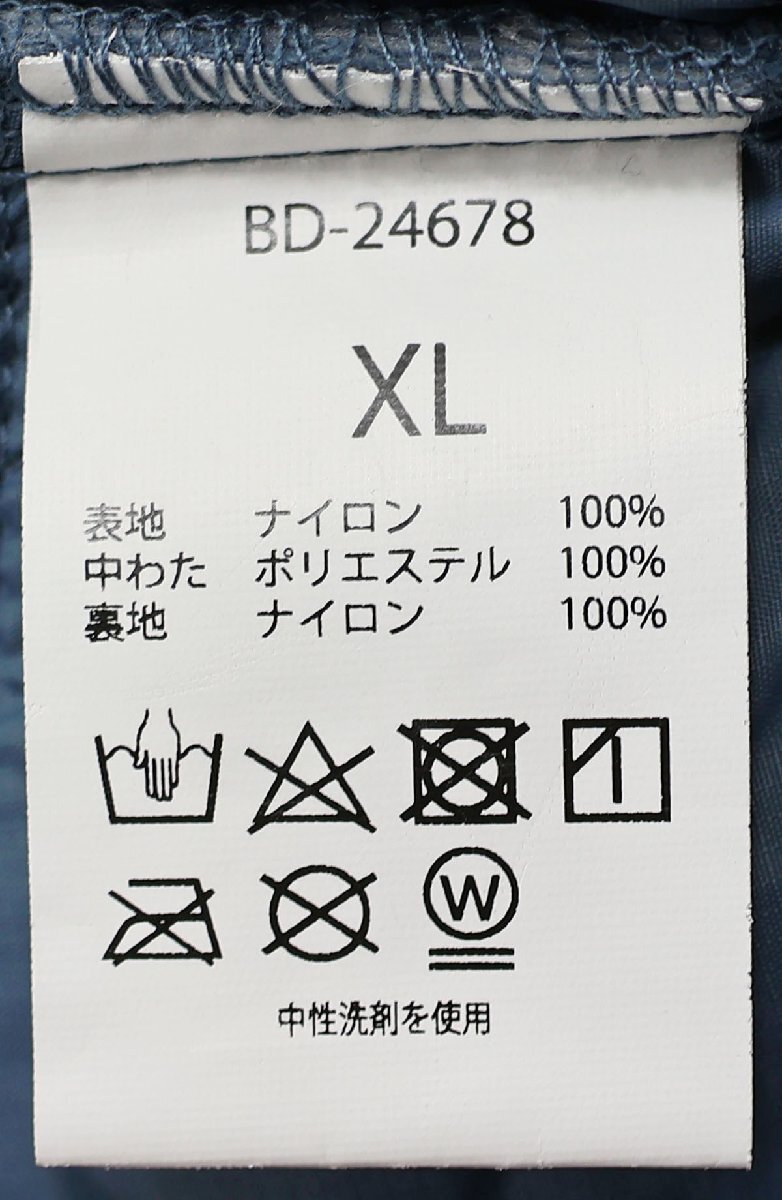 BD-24678
XL
表地 ナイロン 100%
中わた ポリエステル 100%
裏地 ナイロン 100%
W
中性洗剤を使用